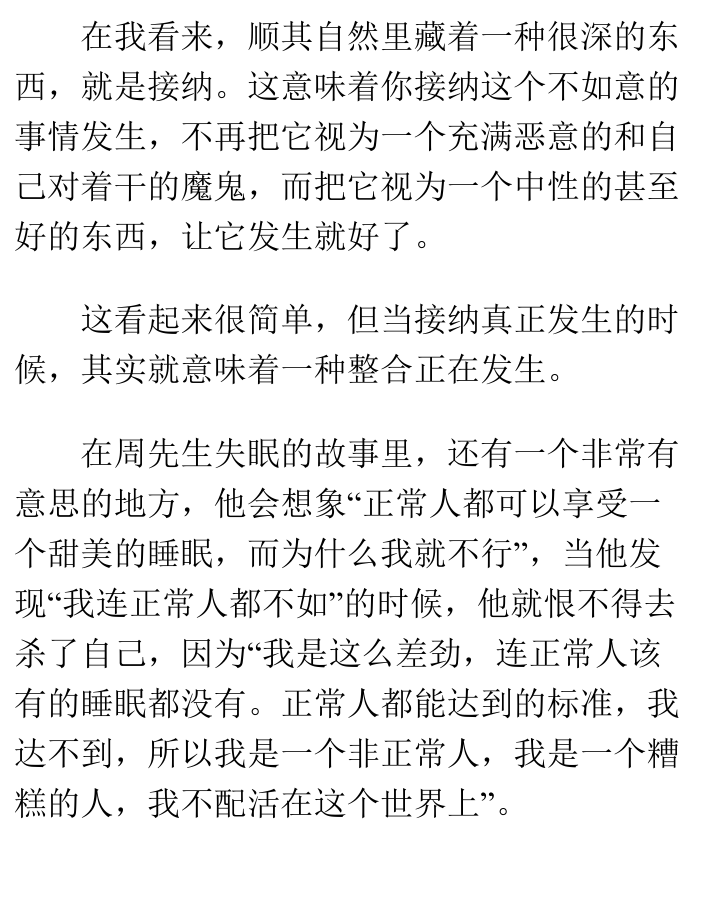 在我看来，顺其自然里藏着一种很深的东
西，就是接纳。这意味着你接纳这个不如意的
事情发生，不再把它视为一个充满恶意的和自
己对着干的魔鬼，而把它视为一个中性的甚至
好的东西，让它发生就好了。
这看起来很简单，但当接纳真正发生的时
候，其实就意味着一种整合正在发生。
在周先生失眠的故事里，还有一个非常有
意思的地方，他会想象“正常人都可以享受一
个甜美的睡眠，而为什么我就不行”，当他发
现“我连正常人都不如”的时候，他就恨不得去
杀了自己，因为“我是这么差劲，连正常人该
有的睡眠都没有。正常人都能达到的标准，我
达不到，所以我是一个非正常人，我是一个糟
糕的人，我不配活在这个世界上”。